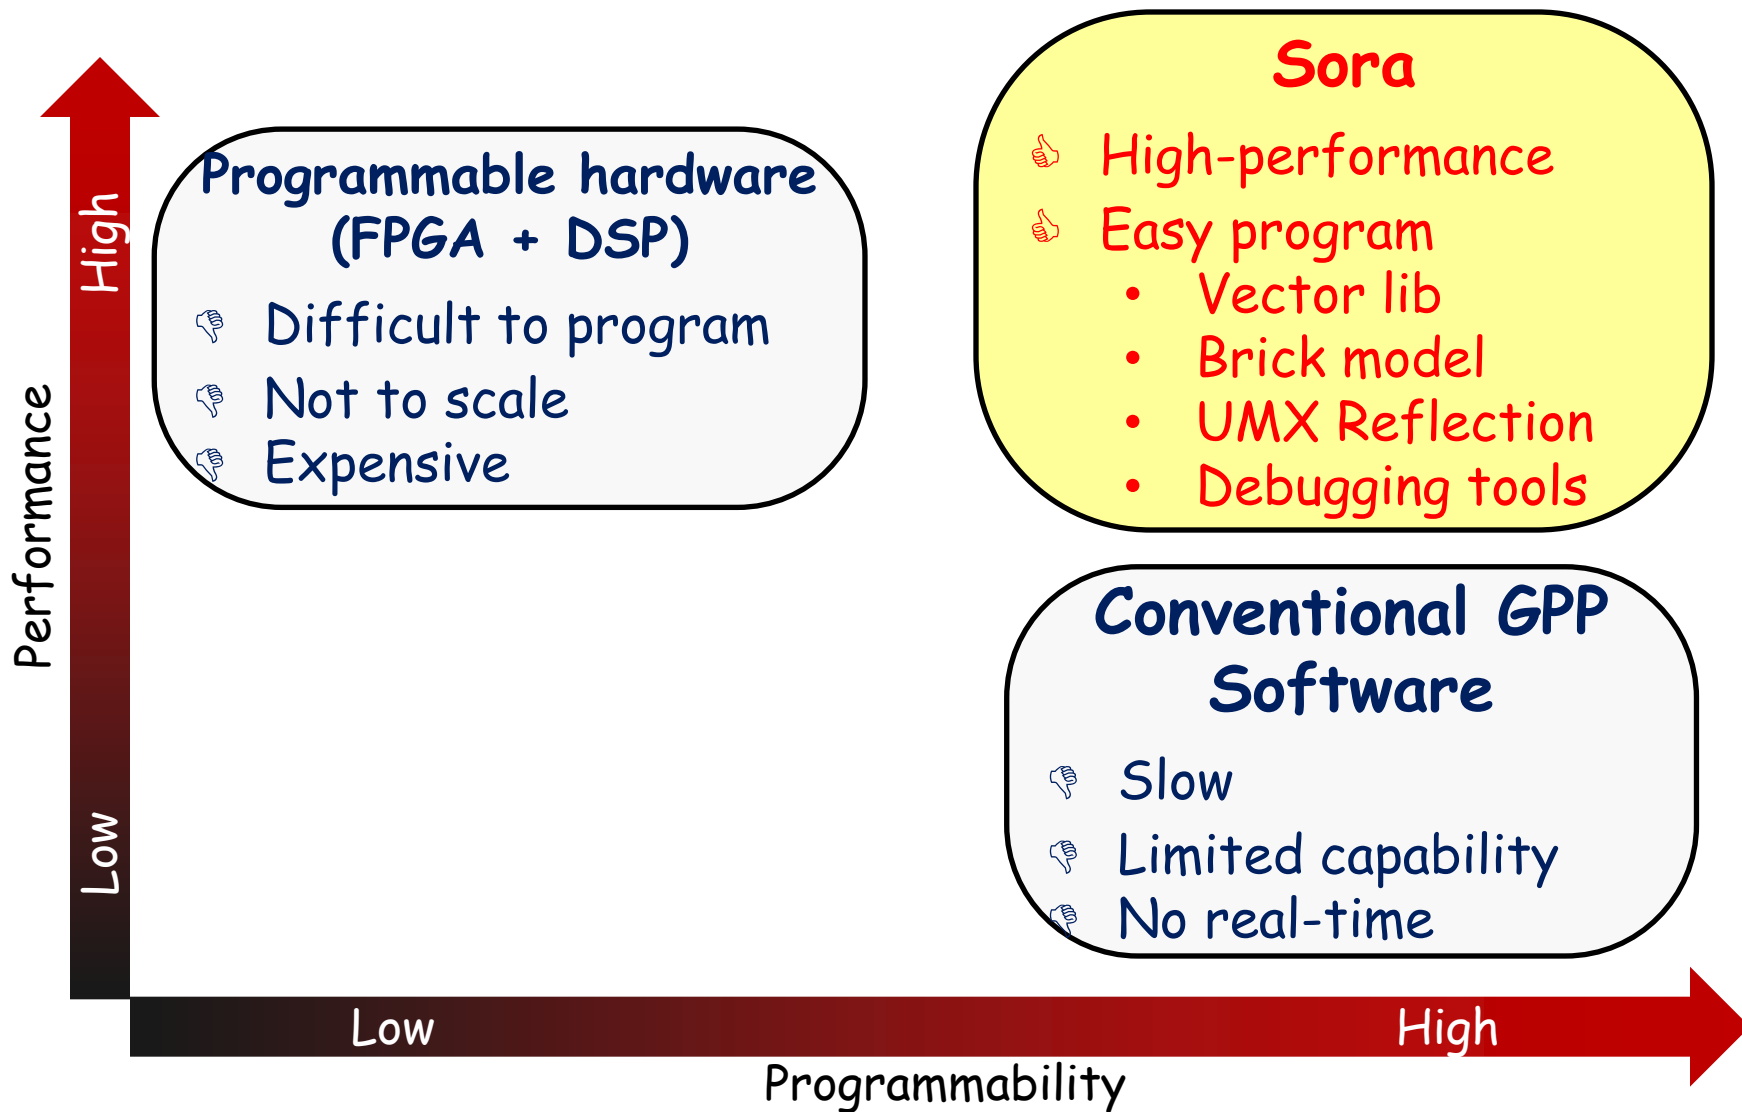 Sora
High-performance
Easy program
• Vector lib
• Brick model
• UMX Reflection
• Debugging tools
Programmable hardware
(FPGA + DSP)
Difficult to program
Not to scale
Expensive
Conventional GPP
Software
Slow
Limited capability
No real-time
Performance
High
Low
Low
High
Programmability